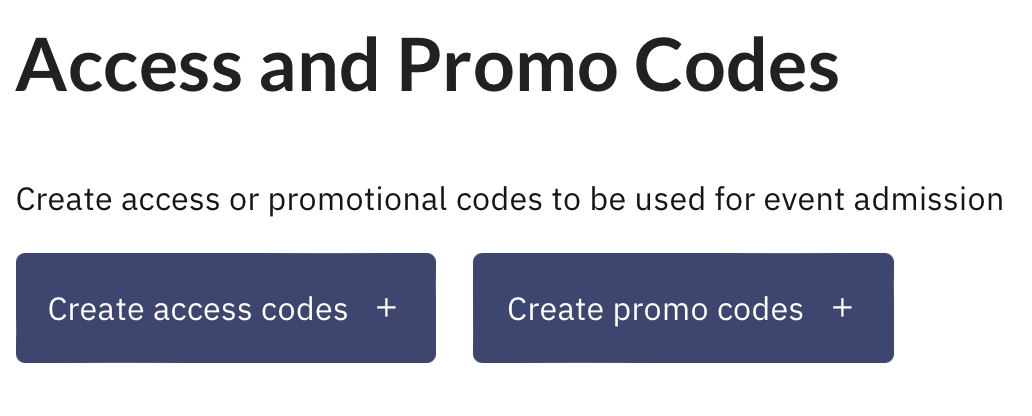 Access and Promo Codes
Create access or promotional codes to be used for event admission
Create access codes +
Create promo codes +